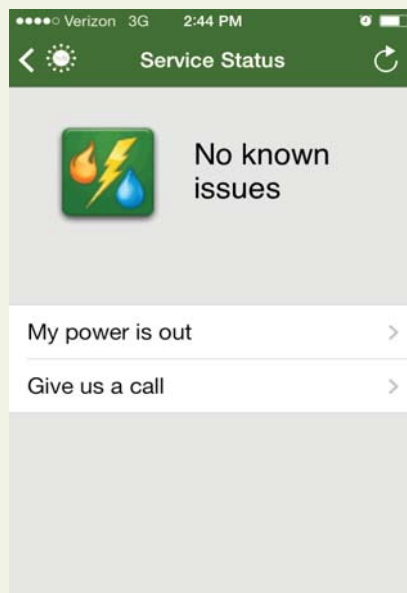 Verizon 3G 2:44 PM
Service Status
No known
issues
My power is out
Give us a call